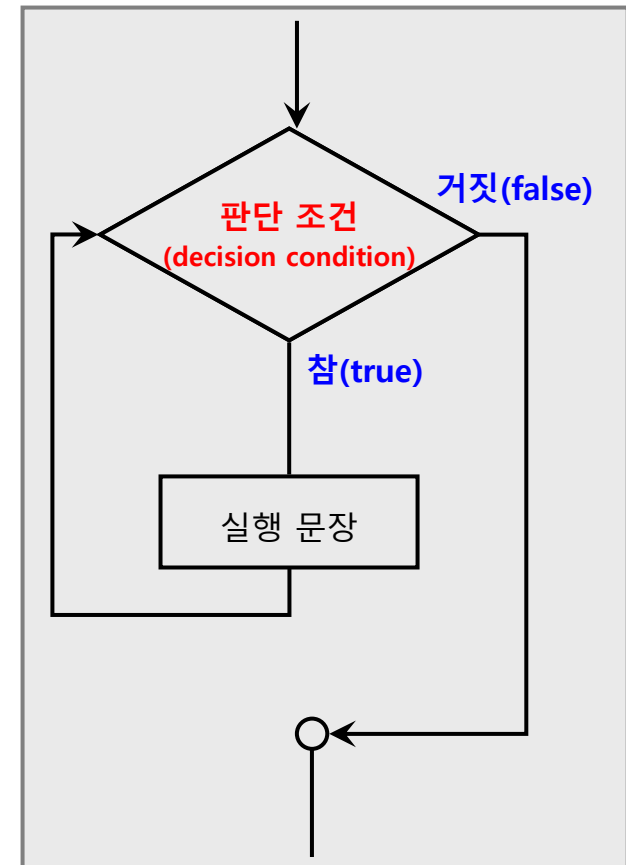 거짓(false)
판단 조건
(decision condition)
참(true)
실행 문장